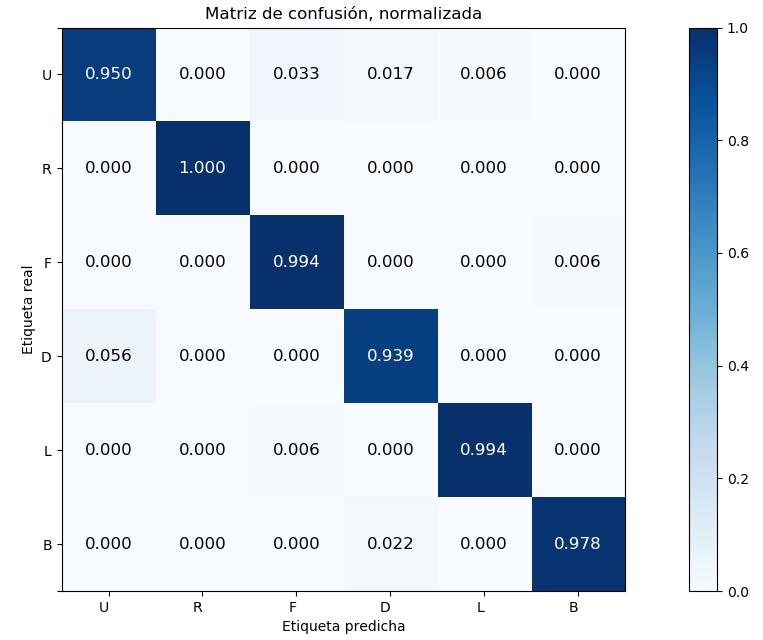 Matriz de confusión, normalizada
U 0.950 0.000 0.033 0.017 0.006 0.000
R 0.000 1.000 0.000 0.000 0.000 0.000
F 0.000 0.000 0.994 0.000 0.000 0.006
D 0.056 0.000 0.000 0.939 0.000 0.000
L 0.000 0.000 0.006 0.000 0.994 0.000
B 0.000 0.000 0.000 0.022 0.000 0.978
U R F D L B
Etiqueta predicha
Etiqueta real
1.0
0.8
0.6
0.4
0.2
0.0